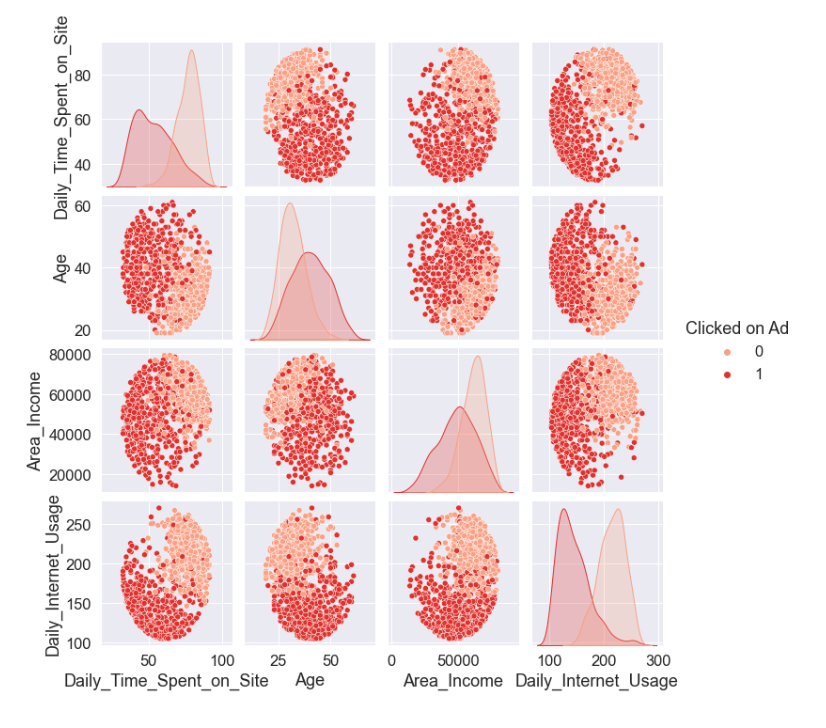 Daily_Time_Spent_on_Site
80
60
40
Age
60
40
20
Area_Income
80000
60000
40000
20000
Daily_Internet_Usage
250
200
150
100
50 100
25 50
0 50000
100 200 300
Daily_Time_Spent_on_Site
Age
Area_Income
Daily_Internet_Usage
Clicked on Ad
0
1